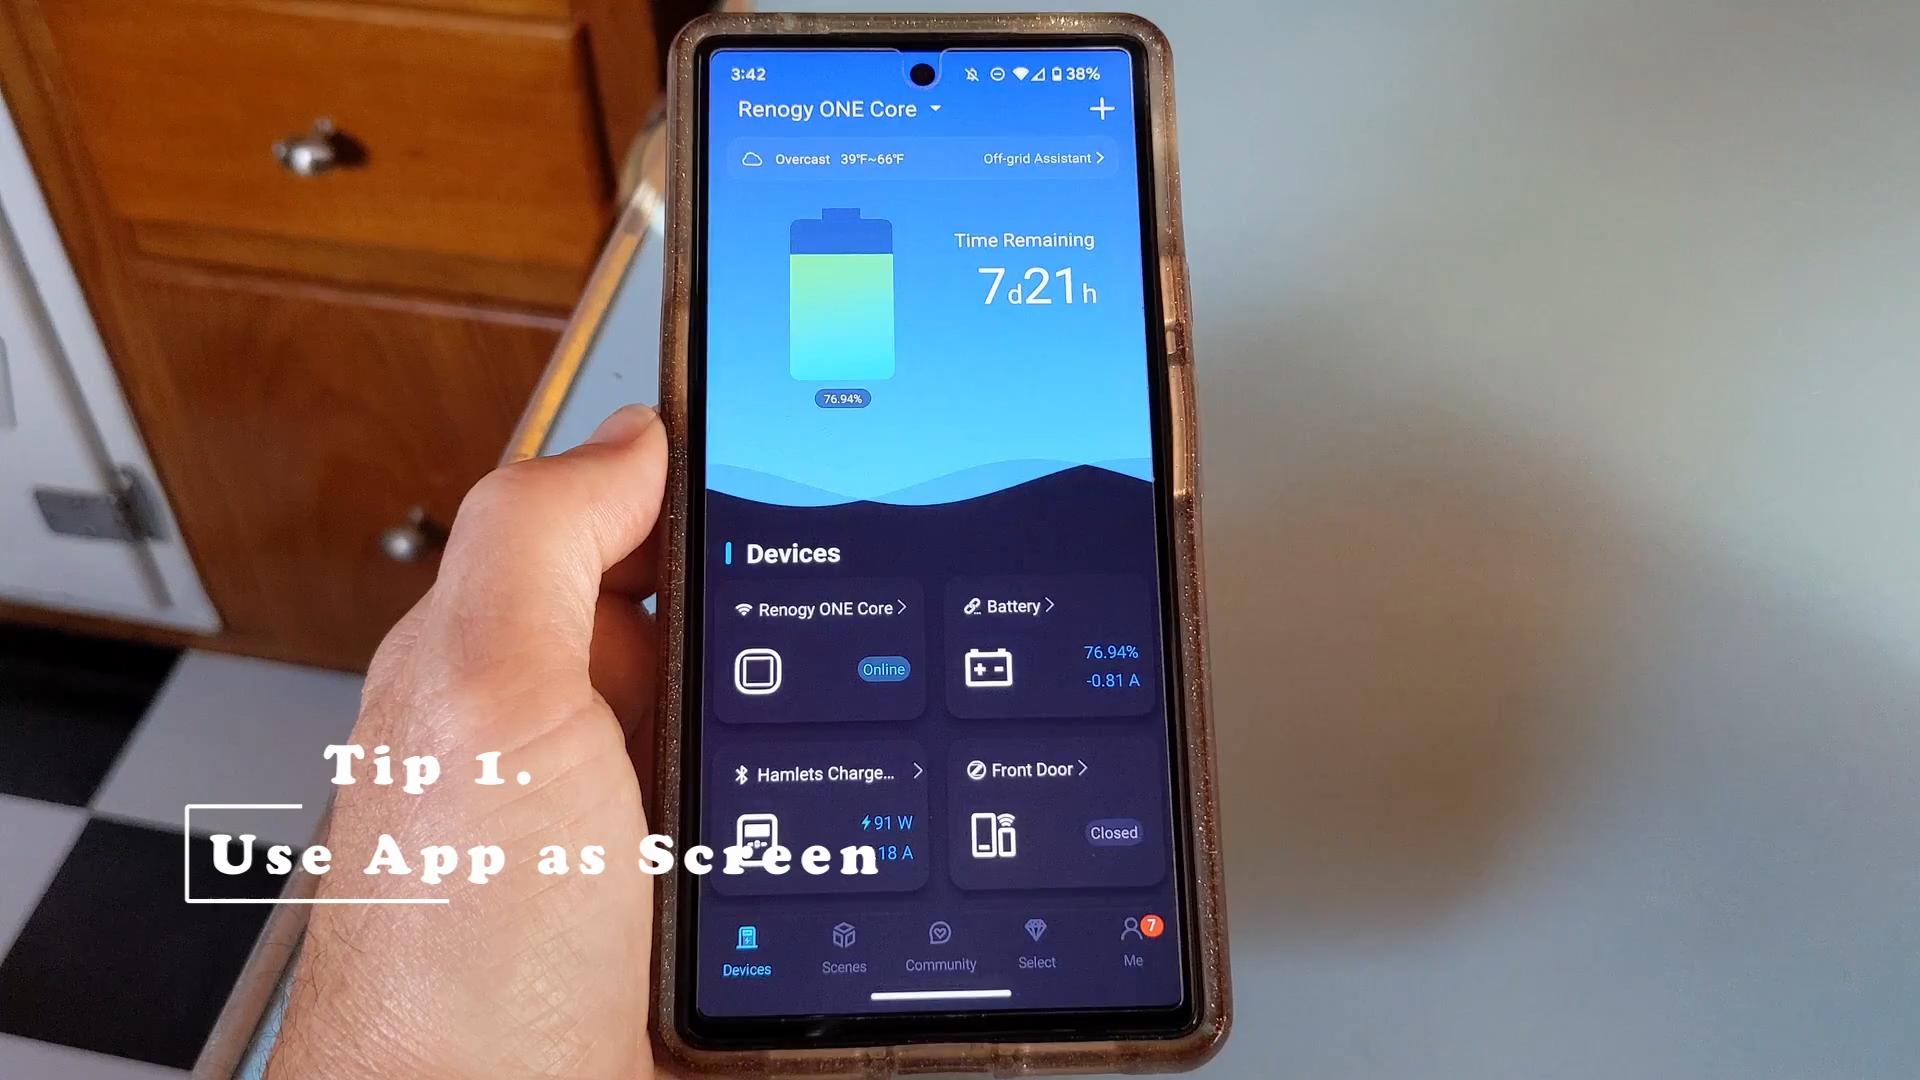 3:42
38%
Renogy ONE Core
Overcast 39°F~66°F
Off-grid Assistant
Time Remaining
7d21h
76.94%
Devices
Renogy ONE Core
Online
Battery
76.94%
-0.81 A
Hamlets Charge...
91 W
18 A
Front Door
Closed
Tip 1.
Use App as Screen
Devices
Scenes
Community
Select
Me
7